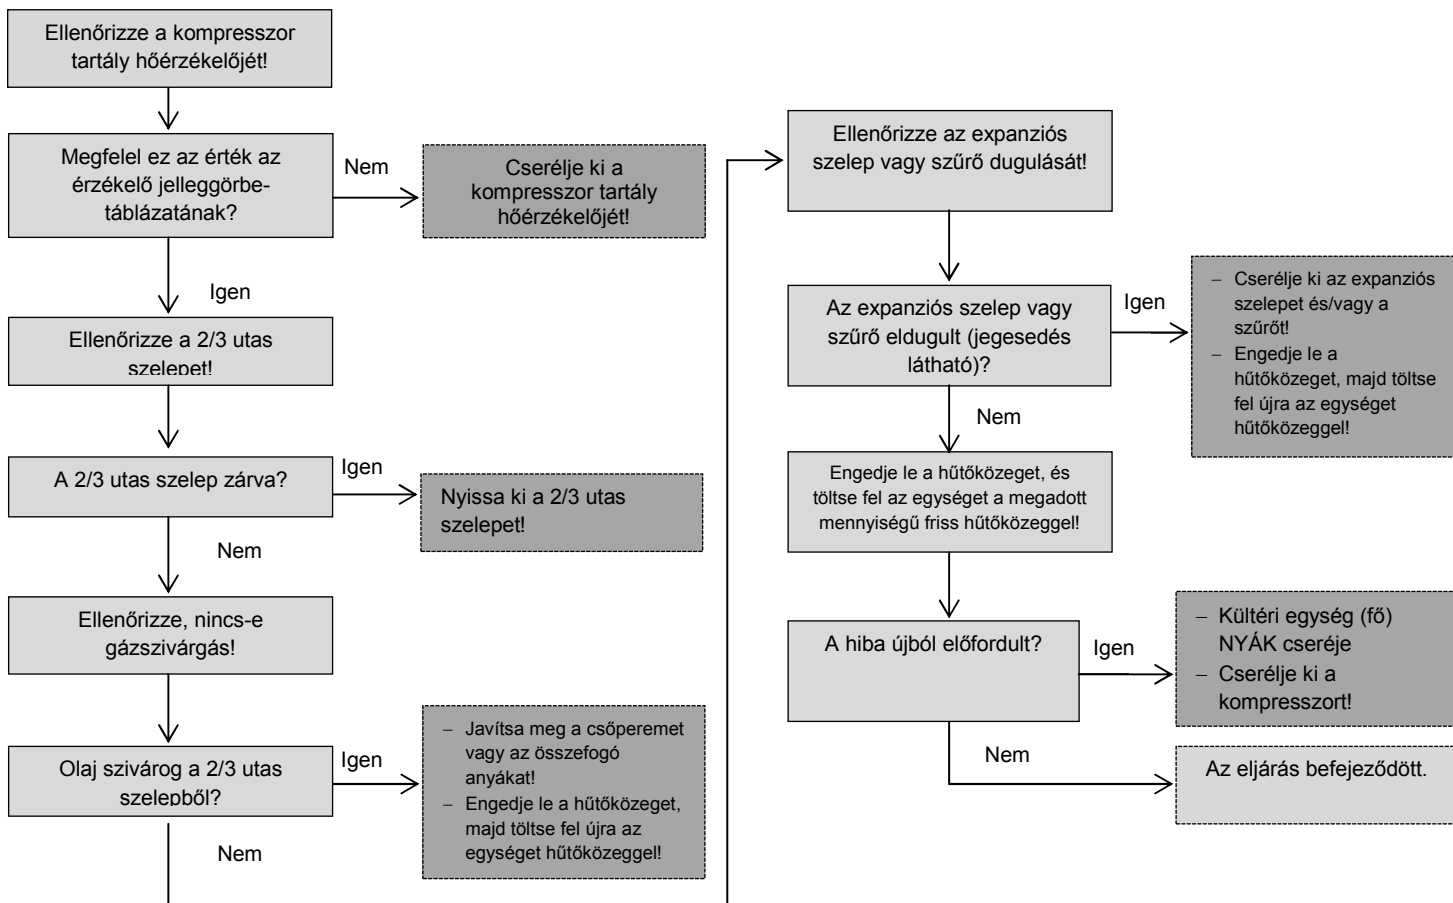 Ellenőrizze a kompresszor
tartály hőérzékelőjét!
Megfelel ez az érték az
érzékelő jelleggörbe-
táblázatának?
Nem
Cserélje ki a
kompresszor tartály
hőérzékelőjét!
Igen
Ellenőrizze a 2/3 utas
szelepet!
A 2/3 utas szelep zárva?
Igen
Nyissa ki a 2/3 utas
szelepet!
Nem
Ellenőrizze, nincs-e
gázszivárgás!
Olaj szivárog a 2/3 utas
szelepből?
Igen
– Javítsa meg a csőperemet
vagy az összefogó
anyákat!
– Engedje le a hűtőközeget,
majd töltse fel újra az
egységet hűtőközeggel!
Nem
Ellenőrizze az expanziós
szelep vagy szűrő dugulását!
Az expanziós szelep vagy
szűrő eldugult (jegesedés
látható)?
Igen
– Cserélje ki az expanziós
szelepet és/vagy a
szűrőt!
– Engedje le a
hűtőközeget, majd töltse
fel újra az egységet
hűtőközeggel!
Nem
Engedje le a hűtőközeget, és
töltse fel az egységet a megadott
mennyiségű friss hűtőközeggel!
A hiba újból előfordult?
Igen
– Kültéri egység (fő)
NYÁK cseréje
– Cserélje ki a
kompresszort!
Nem
Az eljárás befejeződött.